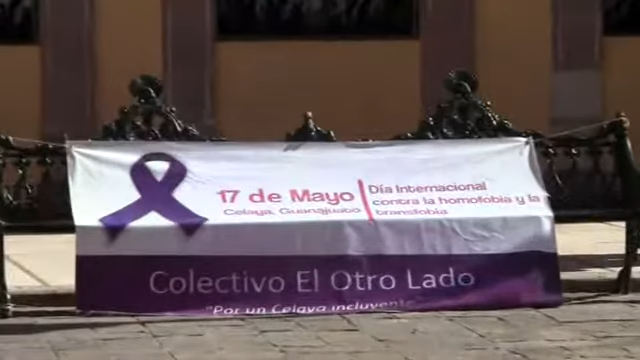 17 de Mayo
Celaya, Guanajuato
Día Internacional
contra la homofobia y la
transfobia
Colectivo El Otro Lado
"Por un Celaya incluyente"